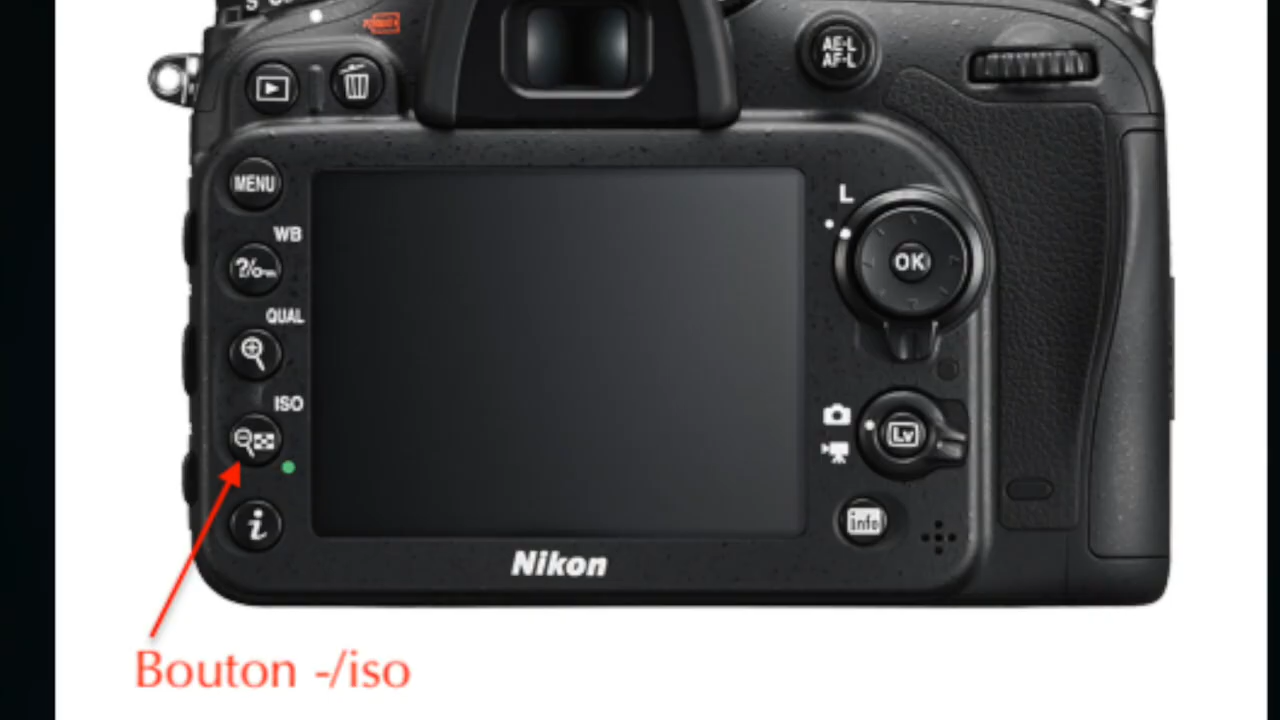 AE-L
AF-L
MENU
WB
L
?/
OK
QUAL
ISO
Lv
i
info
Nikon
Bouton -/iso